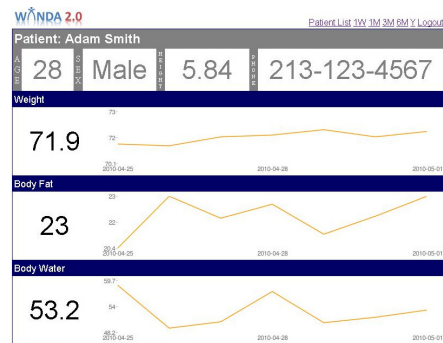 WANDA 2.0
Patient List 1W 1M 3M 6M Y Logout
Patient: Adam Smith
AGE 28 SEX Male HEIGHT 5.84 PHONE 213-123-4567
Weight
73
71.9
72
70.1
2010-04-25 2010-04-28 2010-05-01
Body Fat
23
23
22
20.4
2010-04-25 2010-04-28 2010-05-01
Body Water
59.7
53.2
54
48.2
2010-04-25 2010-04-28 2010-05-01